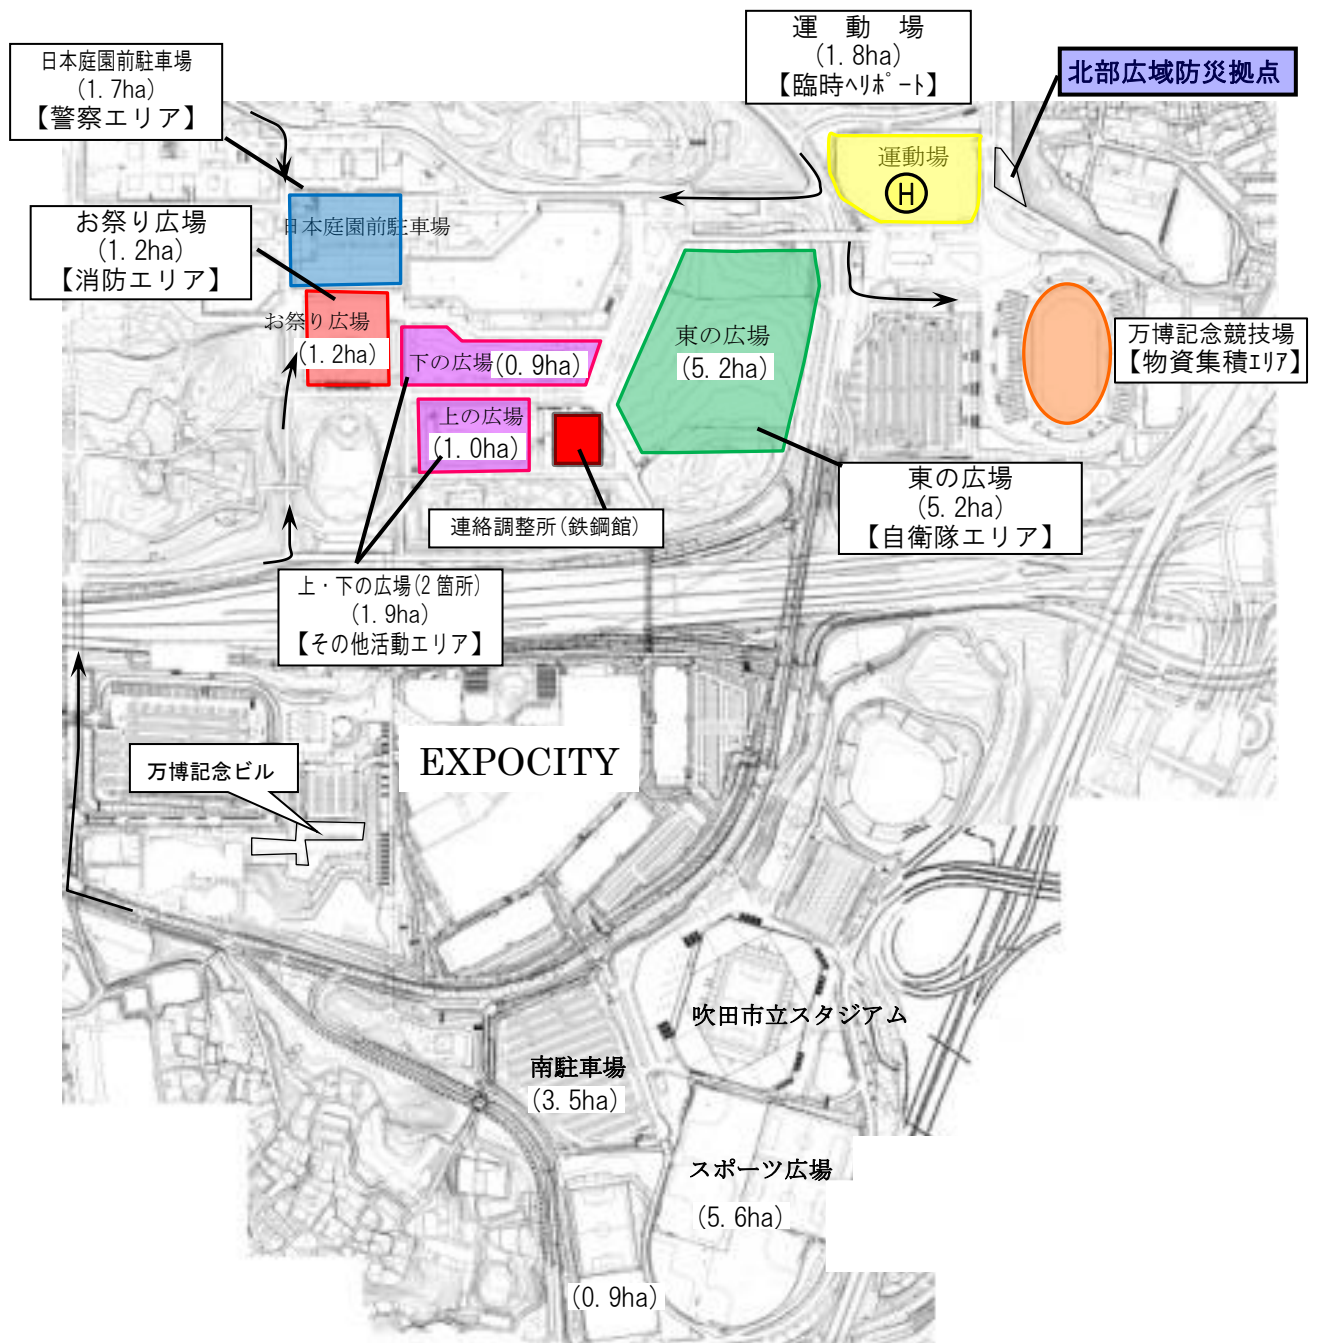 運 動 場
(1.8ha)
【臨時ヘリポート】
日本庭園前駐車場
(1.7ha)
【警察エリア】
北部広域防災拠点
運動場
H
お祭り広場
(1.2ha)
【消防エリア】
日本庭園前駐車場
お祭り広場
(1.2ha)
下の広場(0.9ha)
東の広場
(5.2ha)
万博記念競技場
【物資集積エリア】
上の広場
(1.0ha)
東の広場
(5.2ha)
【自衛隊エリア】
連絡調整所(鉄鋼館)
上・下の広場(2箇所)
(1.9ha)
【その他活動エリア】
EXPOCITY
万博記念ビル
吹田市立スタジアム
南駐車場
(3.5ha)
スポーツ広場
(5.6ha)
(0.9ha)